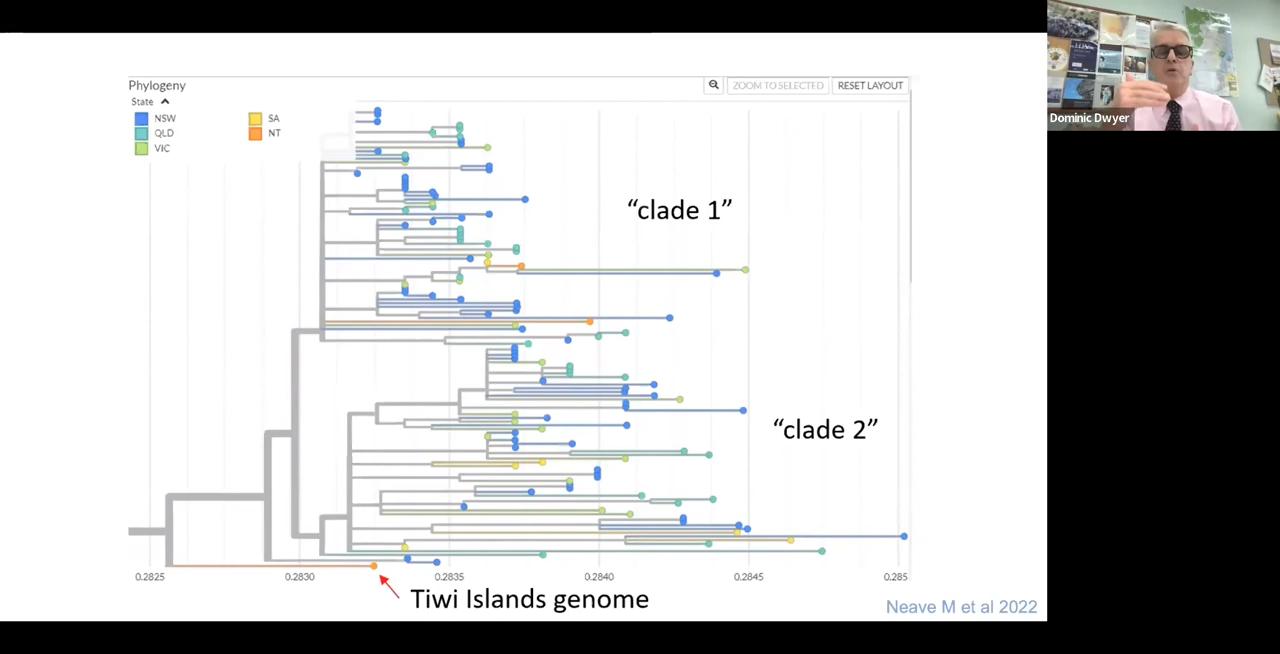 Phylogeny
ZOOM TO SELECTED
RESET LAYOUT
State
NSW
SA
QLD
NT
VIC
Dominic Dwyer
“clade 1”
“clade 2”
0.2825
0.2830
0.2835
0.2840
0.2845
0.285
Tiwi Islands genome
Neave M et al 2022